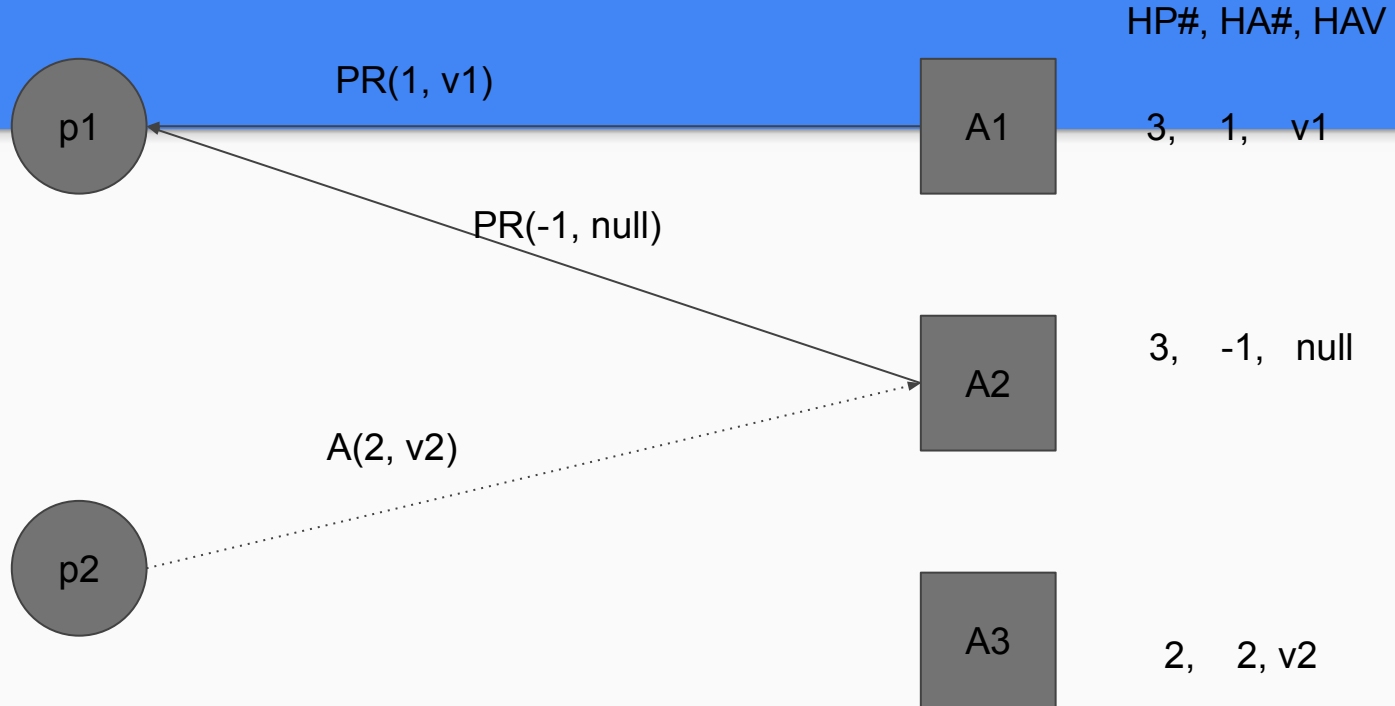 HP#, HA#, HAV
PR(1, v1)
p1
A1
3, 1, v1
PR(-1, null)
3, -1, null
A2
A(2, v2)
p2
A3
2, 2, v2